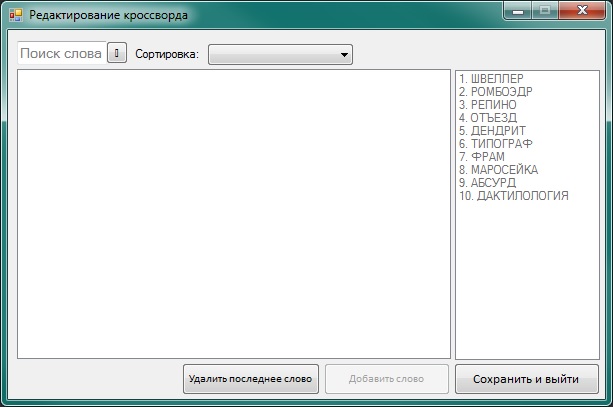 Редактирование кроссворда
Поиск слова
Сортировка:
1. ШВЕЛЛЕР
2. РОМБОЭДР
3. РЕПИНО
4. ОТЪЕЗД
5. ДЕНДРИТ
6. ТИПОГРАФ
7. ФРАМ
8. МАРОСЕЙКА
9. АБСУРД
10. ДАКТИЛОЛОГИЯ
Удалить последнее слово
Добавить слово
Сохранить и выйти